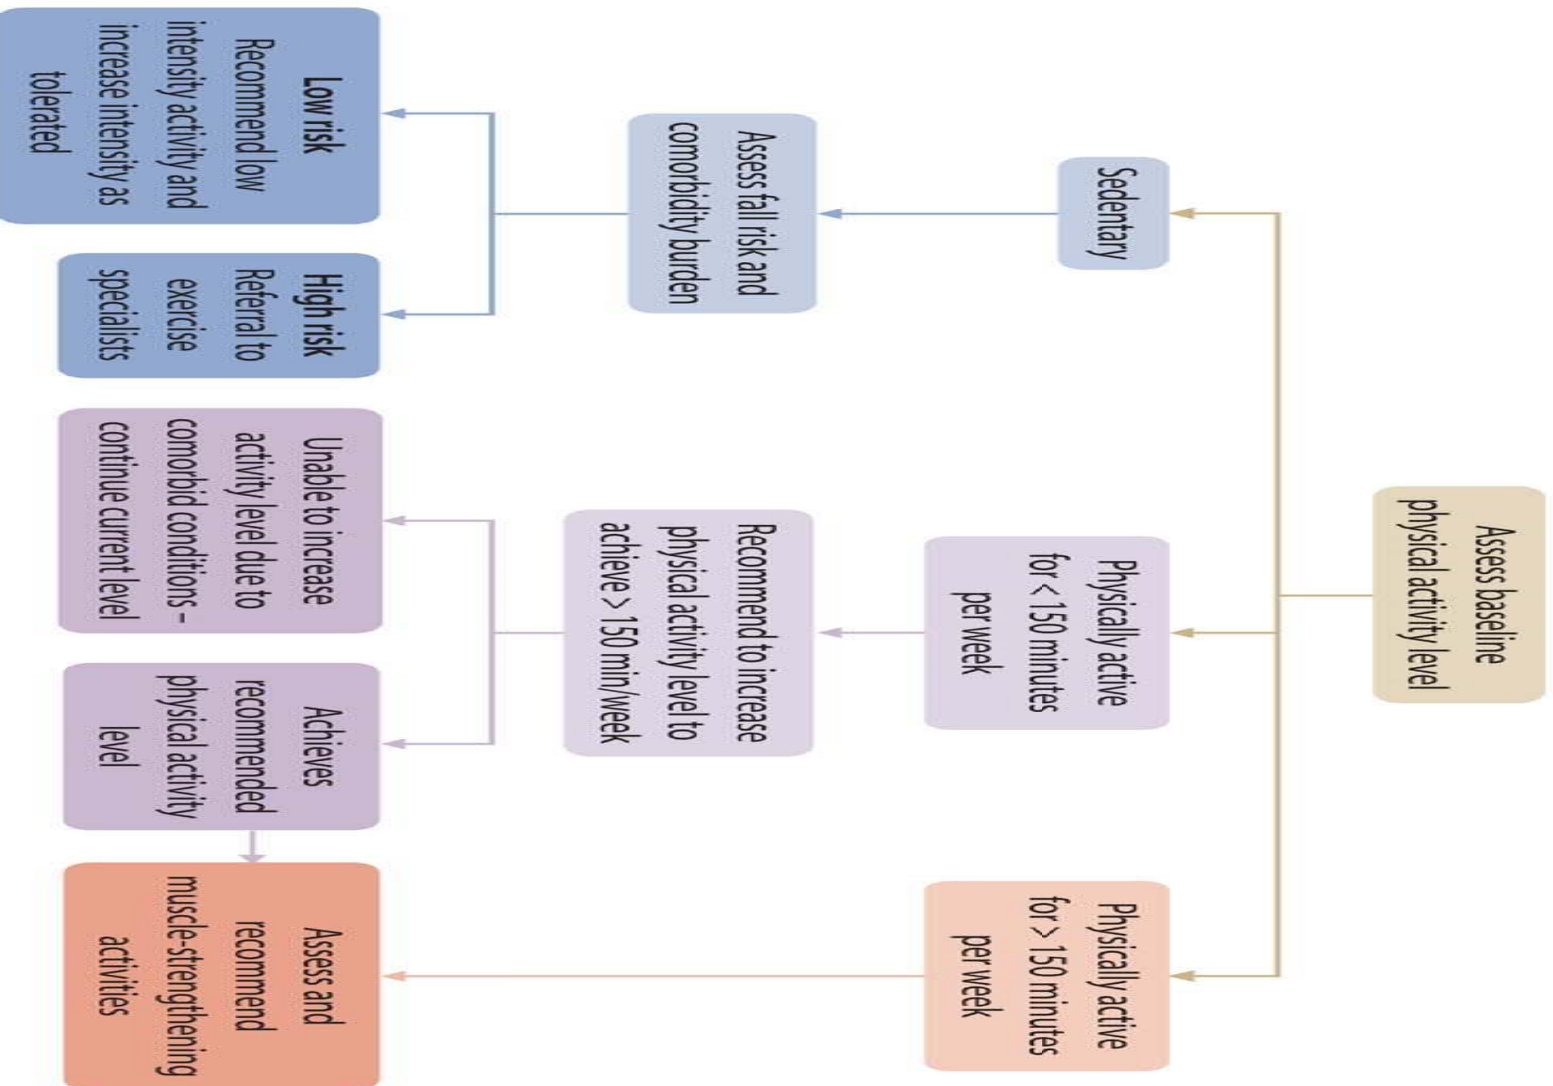 Assess baseline
physical activity level
Sedentary
Physically active
for < 150 minutes
per week
Physically active
for > 150 minutes
per week
Assess fall risk and
comorbidity burden
Recommend to increase
physical activity level to
achieve > 150 min/week
Low risk
Recommend low
intensity activity and
increase intensity as
tolerated
High risk
Referral to
exercise
specialists
Unable to increase
activity level due to
comorbid conditions –
continue current level
Achieves
recommended
physical activity
level
Assess and
recommend
muscle-strengthening
activities